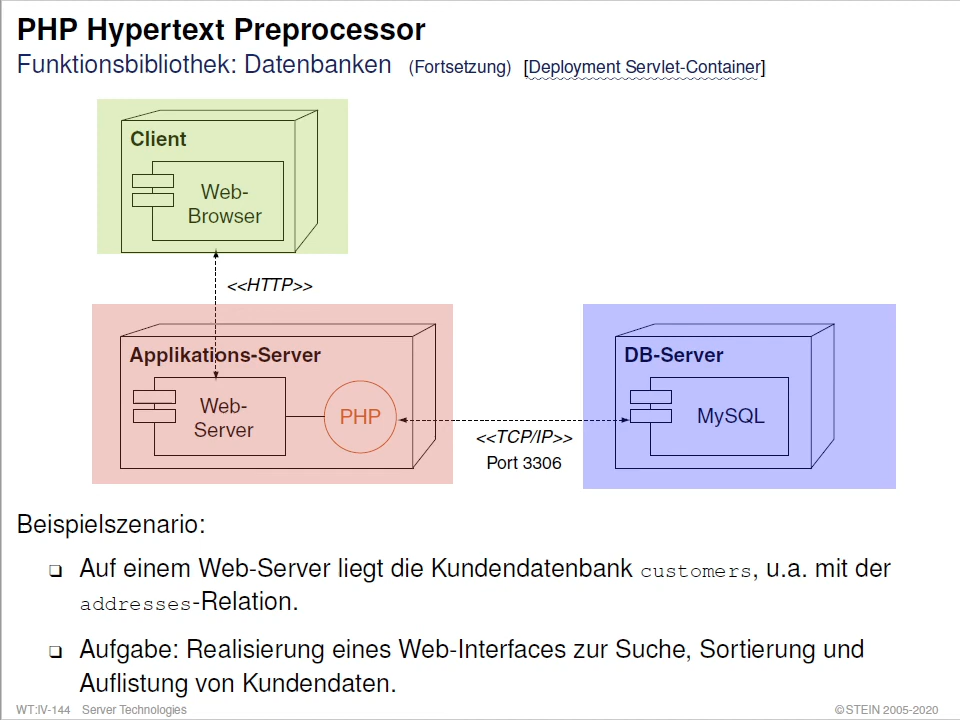 PHP Hypertext Preprocessor
Funktionsbibliothek: Datenbanken (Fortsetzung) [Deployment Servlet-Container]
Client
Web-
Browser
<<HTTP>>
Applikations-Server
Web-
Server
PHP
<<TCP/IP>>
Port 3306
DB-Server
MySQL
Beispielszenario:
❑ Auf einem Web-Server liegt die Kundendatenbank customers, u.a. mit der
addresses-Relation.
❑ Aufgabe: Realisierung eines Web-Interfaces zur Suche, Sortierung und
Auflistung von Kundendaten.
WT:IV-144 Server Technologies ©STEIN 2005-2020